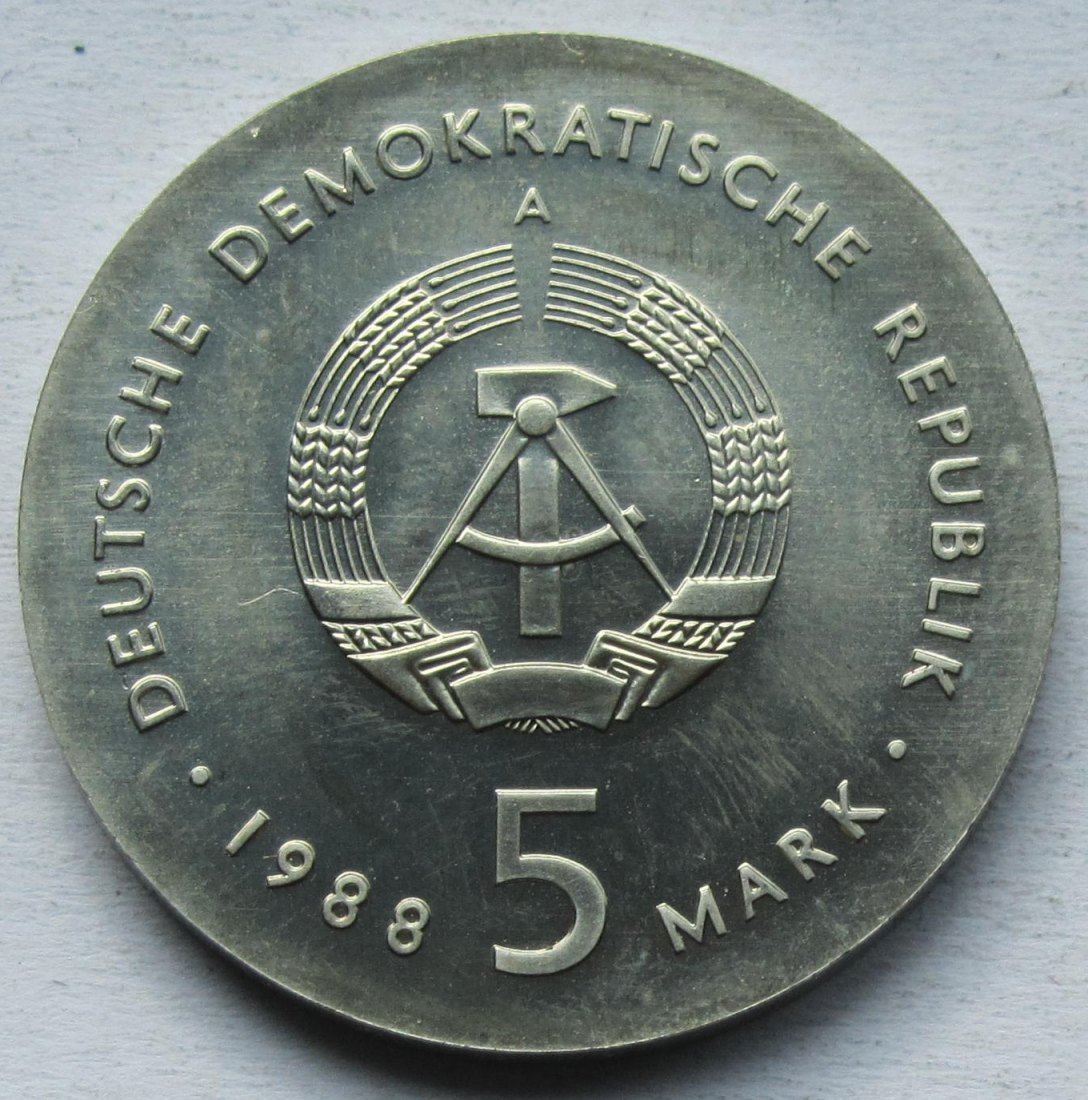 DEUTSCHE DEMOKRATISCHE REPUBLIK
A
· 1988 5 MARK ·